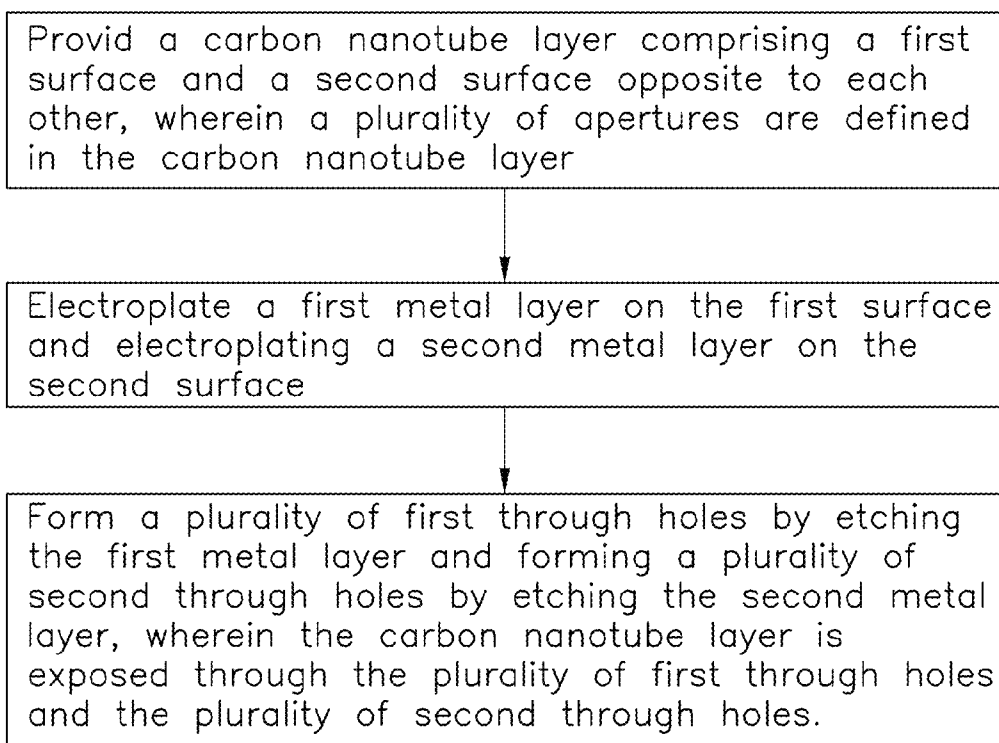 Provid a carbon nanotube layer comprising a first
surface and a second surface opposite to each
other, wherein a plurality of apertures are defined
in the carbon nanotube layer
Electroplate a first metal layer on the first surface
and electroplating a second metal layer on the
second surface
Form a plurality of first through holes by etching
the first metal layer and forming a plurality of
second through holes by etching the second metal
layer, wherein the carbon nanotube layer is
exposed through the plurality of first through holes
and the plurality of second through holes.